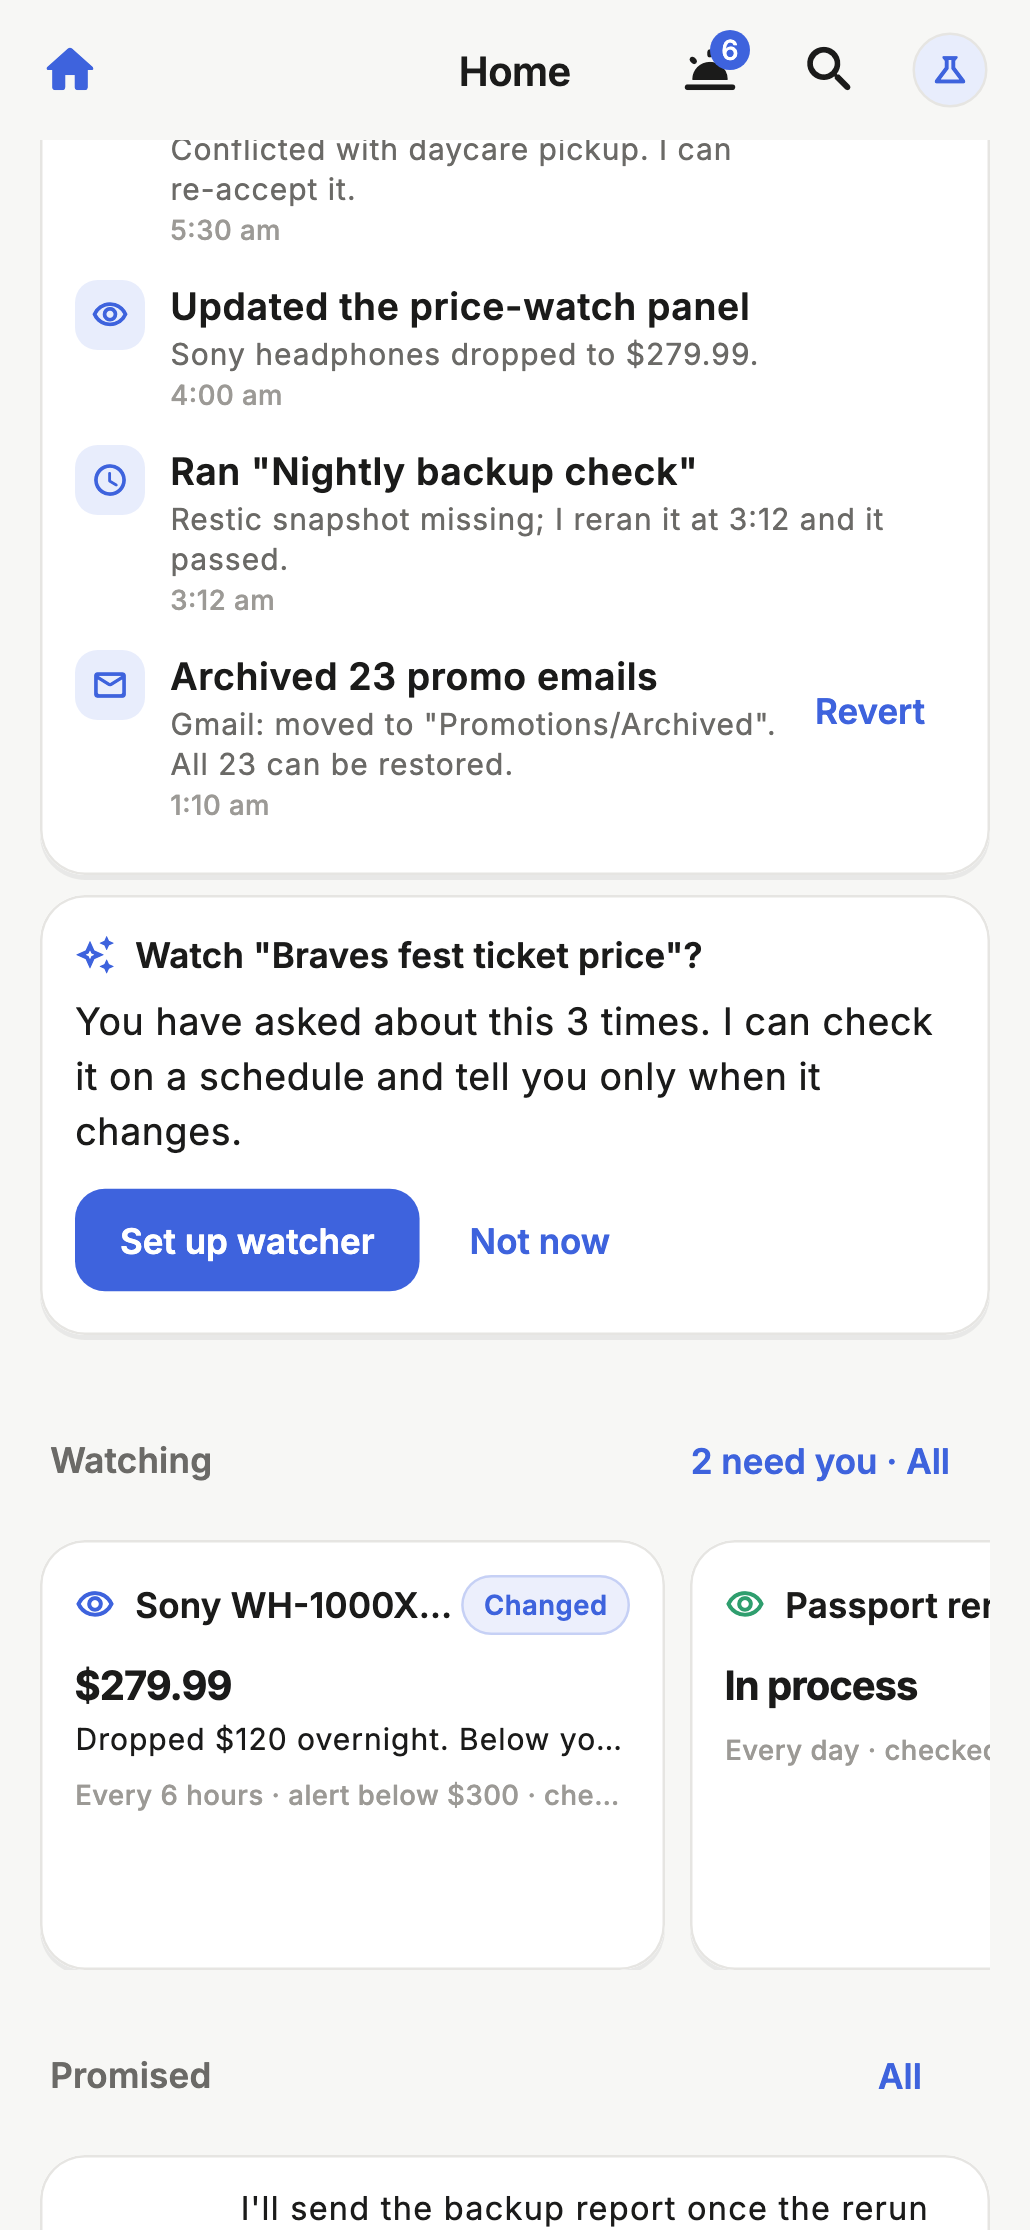 Home
6
Conflicted with daycare pickup. I can
re-accept it.
5:30 am
Updated the price-watch panel
Sony headphones dropped to $279.99.
4:00 am
Ran "Nightly backup check"
Restic snapshot missing; I reran it at 3:12 and it
passed.
3:12 am
Archived 23 promo emails
Gmail: moved to "Promotions/Archived".
All 23 can be restored.
Revert
1:10 am
Watch "Braves fest ticket price"?
You have asked about this 3 times. I can check
it on a schedule and tell you only when it
changes.
Set up watcher
Not now
Watching
2 need you · All
Sony WH-1000X...
Changed
$279.99
Dropped $120 overnight. Below yo...
Every 6 hours · alert below $300 · che...
Passport
In process
Every day · checked
Promised
All
I'll send the backup report once the rerun